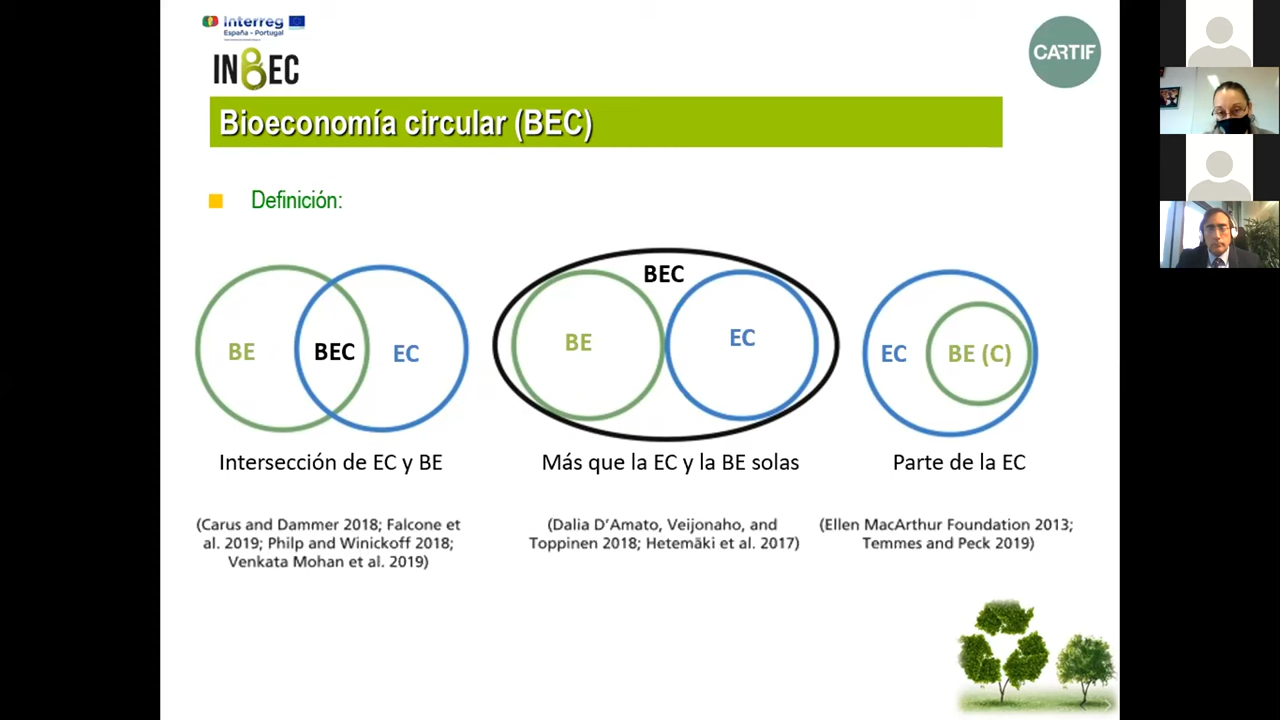 Interreg
España - Portugal
INBEC
CARTIF
Bioeconomía circular (BEC)
Definición:
BE
BEC
EC
BEC
BE
EC
EC
BE (C)
Intersección de EC y BE
Más que la EC y la BE solas
Parte de la EC
(Carus and Dammer 2018; Falcone et
al. 2019; Philp and Winickoff 2018;
Venkata Mohan et al. 2019)
(Dalia D’Amato, Veijonaho, and
Toppinen 2018; Hetemäki et al. 2017)
(Ellen MacArthur Foundation 2013;
Temmes and Peck 2019)